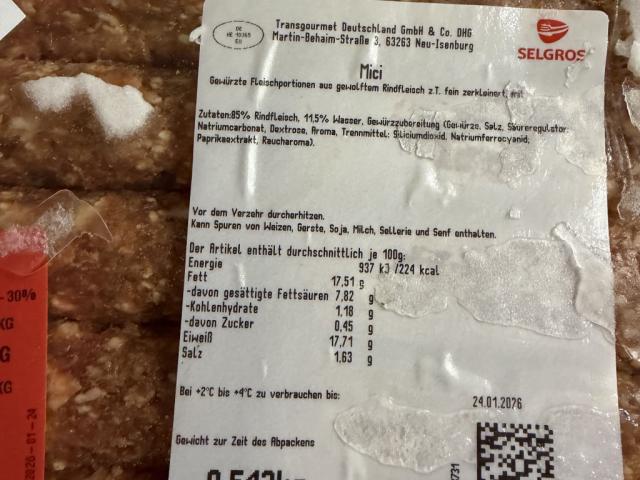 DE
HE 10365
EG
Transgourmet Deutschland GmbH & Co. OHG
Martin-Behaim-Straße 3, 63263 Neu-Isenburg
SELGROS
Mici
Gewürzte Fleischportionen aus gewolftem Rindfleisch z.T. fein zerkleinert, mit
Zutaten:85% Rindfleisch, 11,5% Wasser, Gewürzzubereitung (Gewürze, Salz, Säureregulator:
Natriumcarbonat, Dextrose, Aroma, Trennmittel: Siliciumdioxid, Natriumferrocyanid,
Paprikaextrakt, Raucharoma).
Vor dem Verzehr durcherhitzen.
Kann Spuren von Weizen, Gerste, Soja, Milch, Sellerie und Senf enthalten.
Der Artikel enthält durchschnittlich je 100g:
Energie 937 kJ /224 kcal
Fett 17,51 g
-davon gesättigte Fettsäuren 7,82 g
-Kohlenhydrate 1,18 g
-davon Zucker 0,45 g
Eiweiß 17,71 g
Salz 1,63 g
Bei +2°C bis +4°C zu verbrauchen bis:
24.01.2026
Gewicht zur Zeit des Abpackens
- 30%
KG
G
KG
2026-01-24